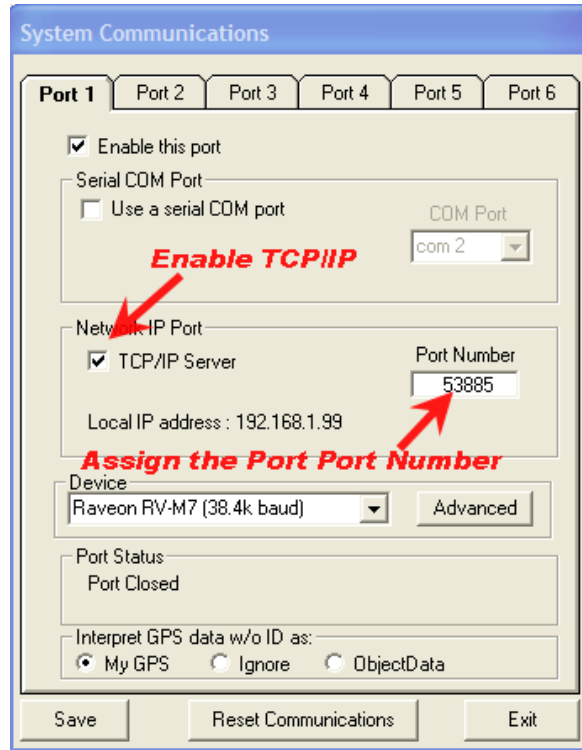 System Communications
Port 1 Port 2 Port 3 Port 4 Port 5 Port 6
Enable this port
Serial COM Port
Use a serial COM port COM Port
com 2
Enable TCP/IP
Network IP Port
TCP/IP Server Port Number
53885
Local IP address : 192.168.1.99
Assign the Port Port Number
Device
Raveon RV-M7 (38.4k baud) Advanced
Port Status
Port Closed
Interpret GPS data w/o ID as:
My GPS Ignore ObjectData
Save Reset Communications Exit